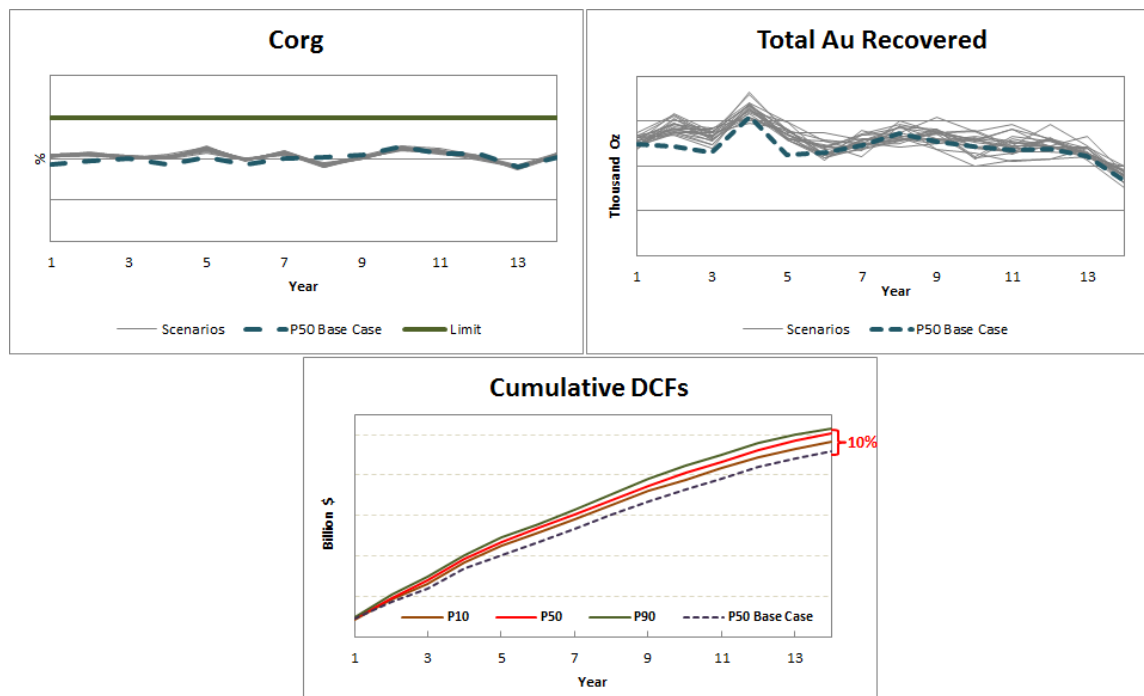 Corg
%
1 3 5 7 9 11 13
Year
Scenarios P50 Base Case Limit
Total Au Recovered
Thousand Oz
1 3 5 7 9 11 13
Year
Scenarios P50 Base Case
Cumulative DCFs
Billion $
10%
P10 P50 P90 P50 Base Case
1 3 5 7 9 11 13
Year